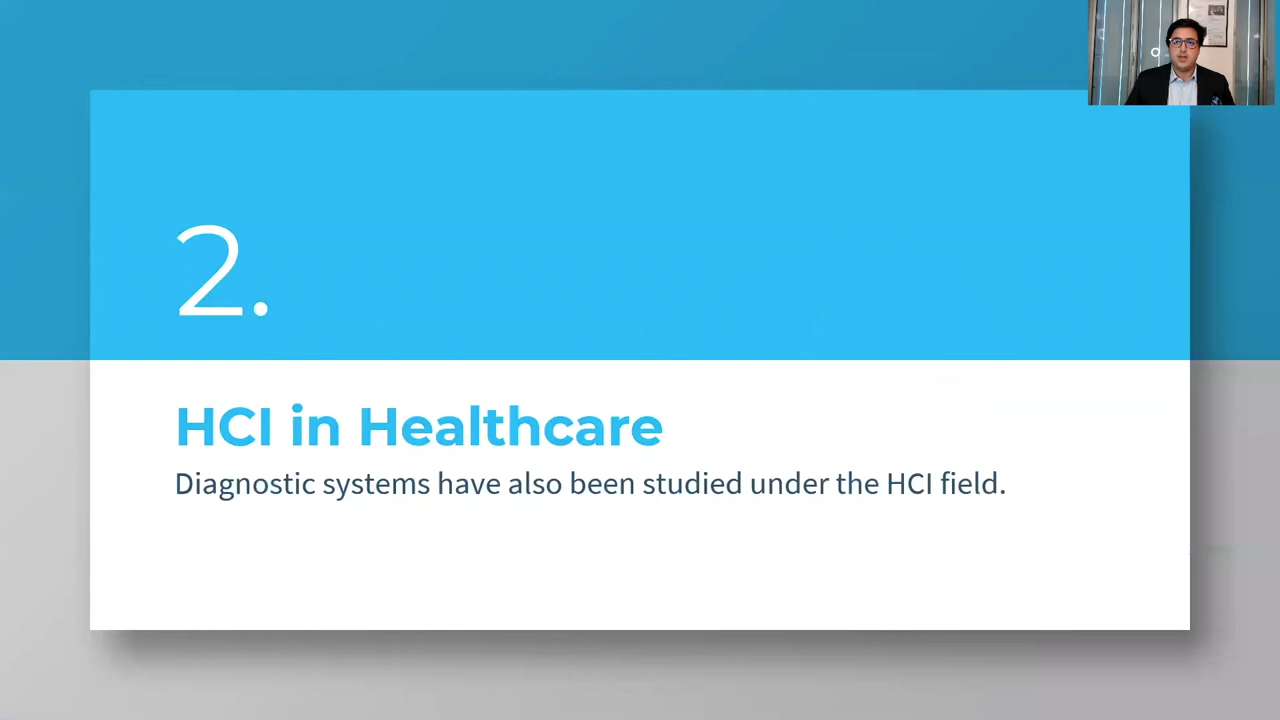 2.
HCI in Healthcare
Diagnostic systems have also been studied under the HCI field.